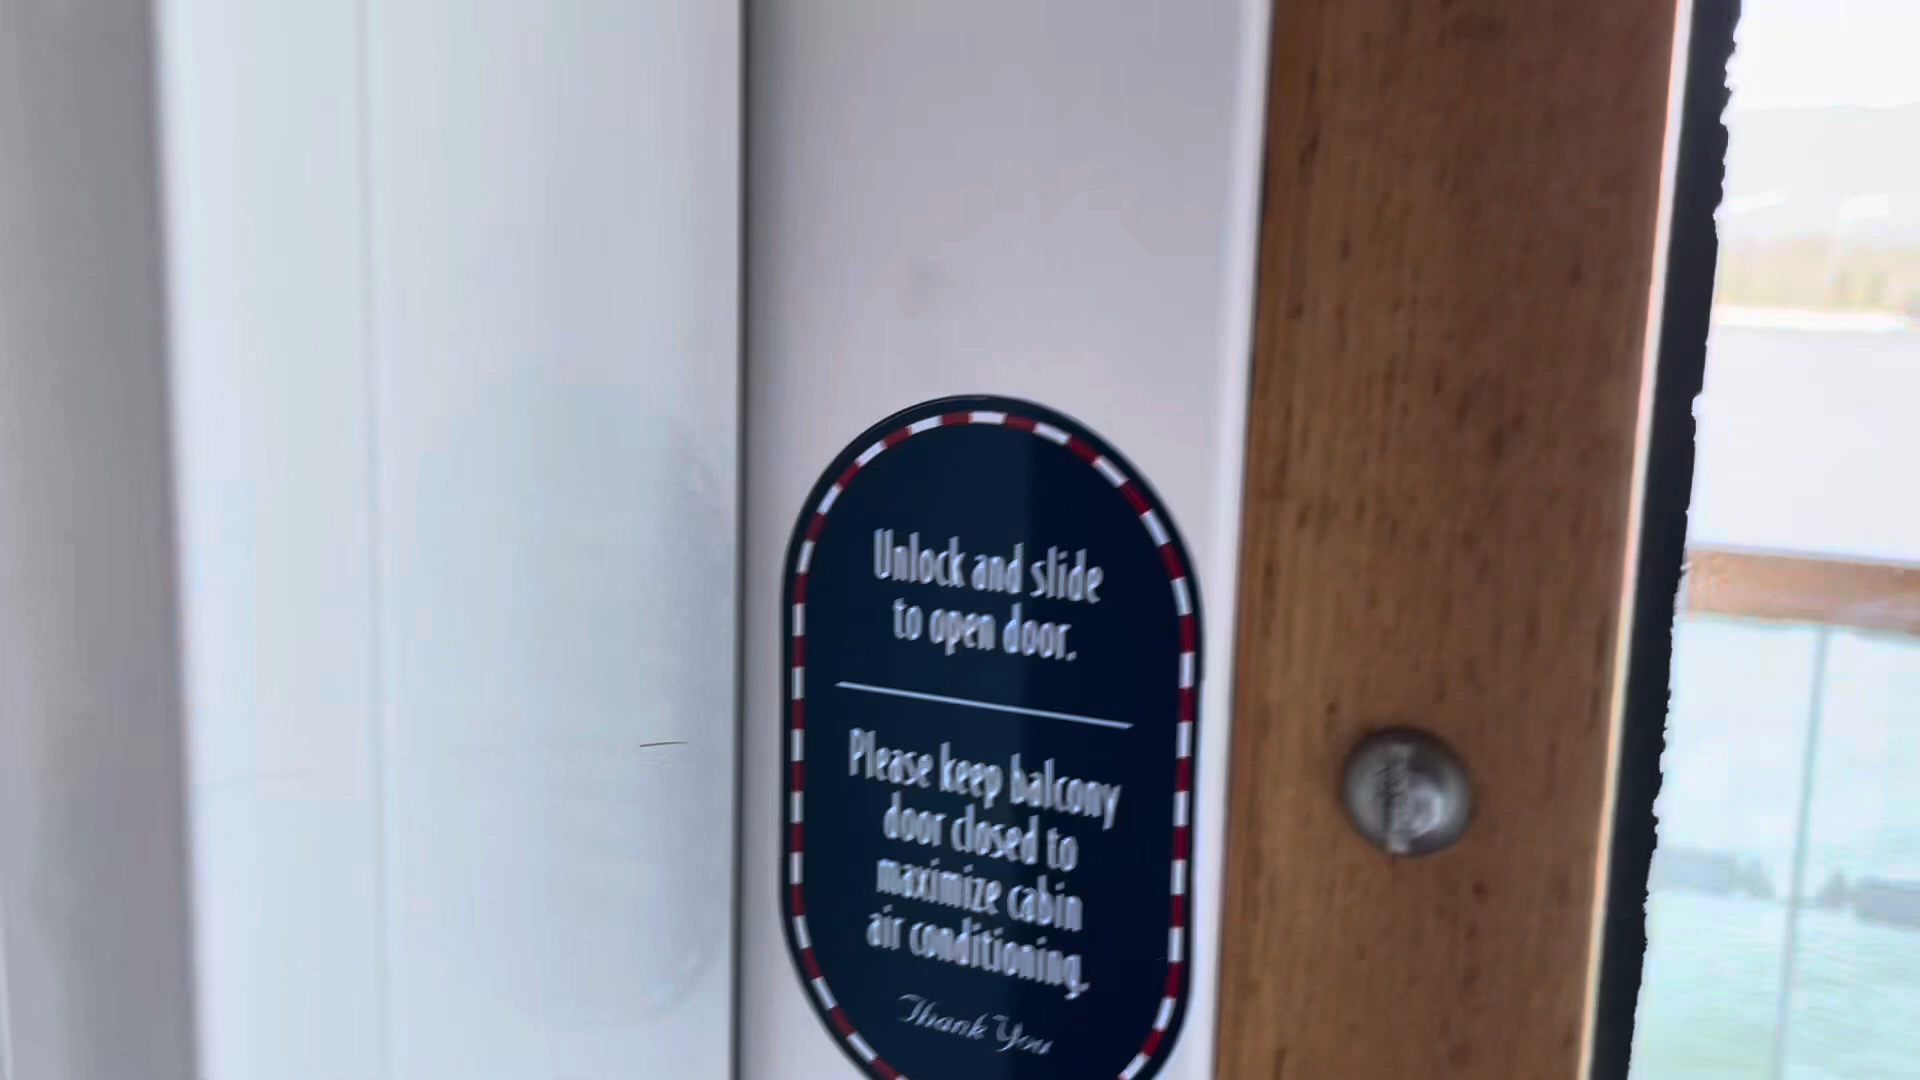 Unlock and slide
to open door.
Please keep balcony
door closed to
maximize cabin
air conditioning.
Thank You